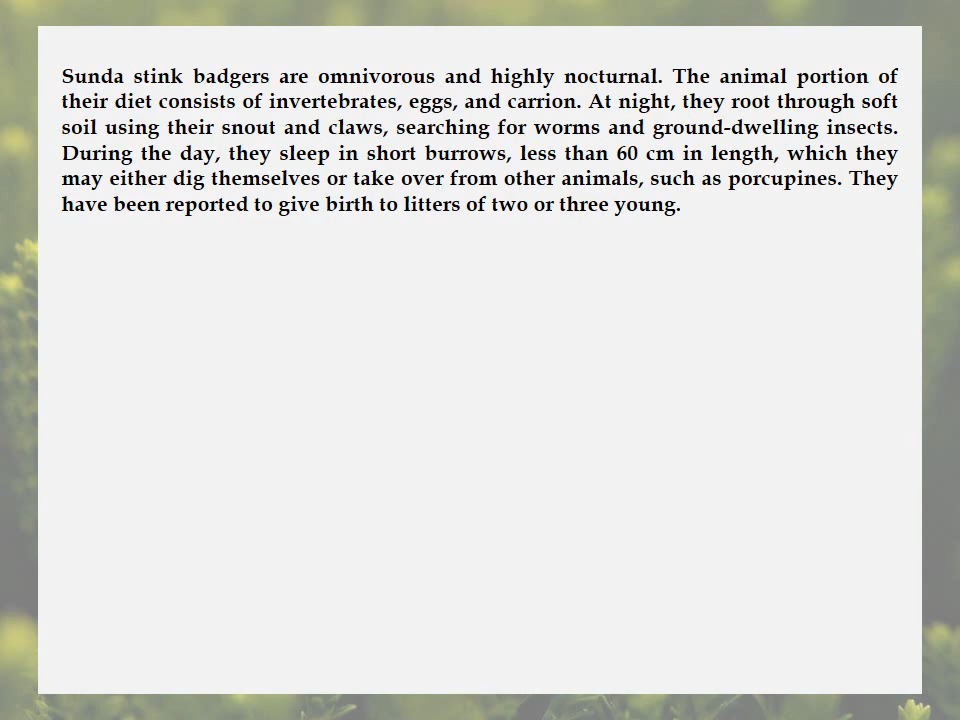 Sunda stink badgers are omnivorous and highly nocturnal. The animal portion of
their diet consists of invertebrates, eggs, and carrion. At night, they root through soft
soil using their snout and claws, searching for worms and ground-dwelling insects.
During the day, they sleep in short burrows, less than 60 cm in length, which they
may either dig themselves or take over from other animals, such as porcupines. They
have been reported to give birth to litters of two or three young.